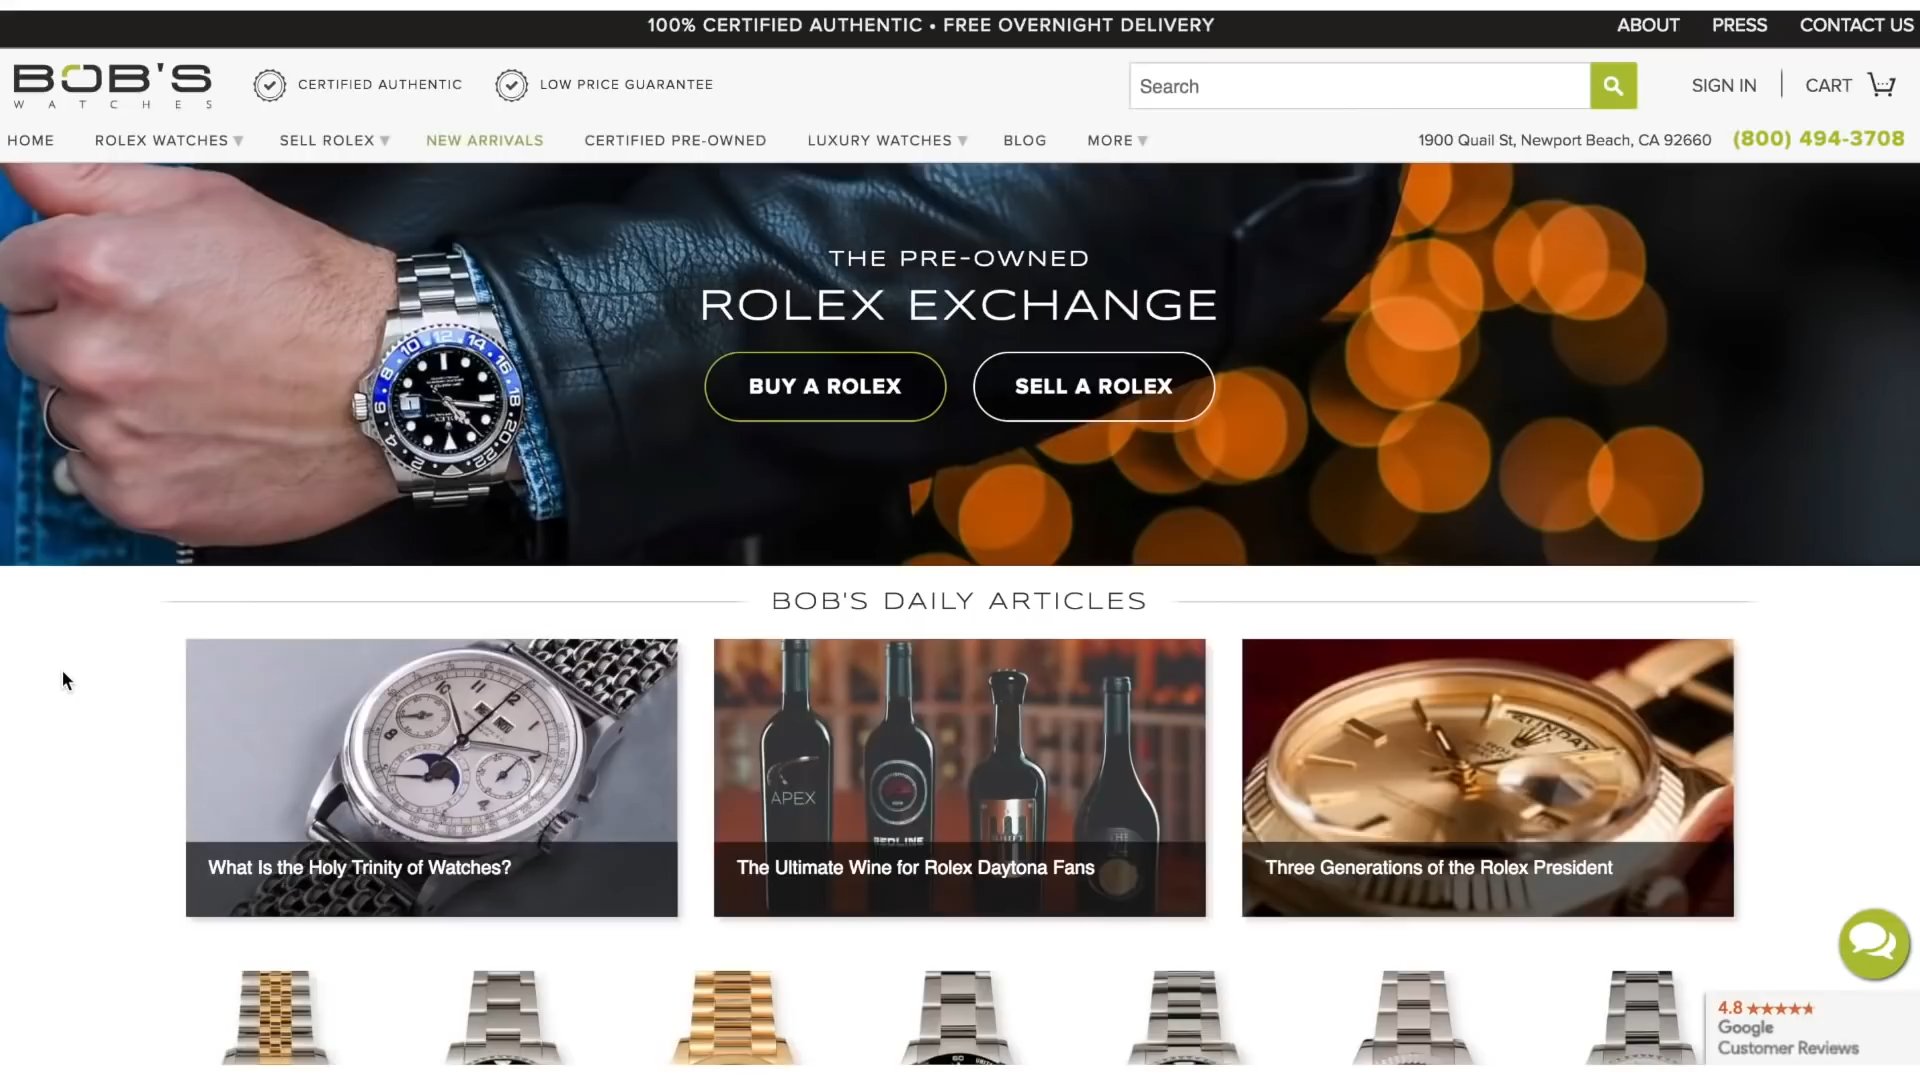 100% CERTIFIED AUTHENTIC • FREE OVERNIGHT DELIVERY
ABOUT PRESS CONTACT US
BOB'S
WATCHES
CERTIFIED AUTHENTIC
LOW PRICE GUARANTEE
Search
SIGN IN
CART
HOME ROLEX WATCHES SELL ROLEX NEW ARRIVALS CERTIFIED PRE-OWNED LUXURY WATCHES BLOG MORE
1900 Quail St, Newport Beach, CA 92660 (800) 494-3708
THE PRE-OWNED
ROLEX EXCHANGE
BUY A ROLEX
SELL A ROLEX
BOB'S DAILY ARTICLES
APEX
REDLINE
SUNDAY
What Is the Holy Trinity of Watches?
The Ultimate Wine for Rolex Daytona Fans
Three Generations of the Rolex President
4.8
Google
Customer Reviews